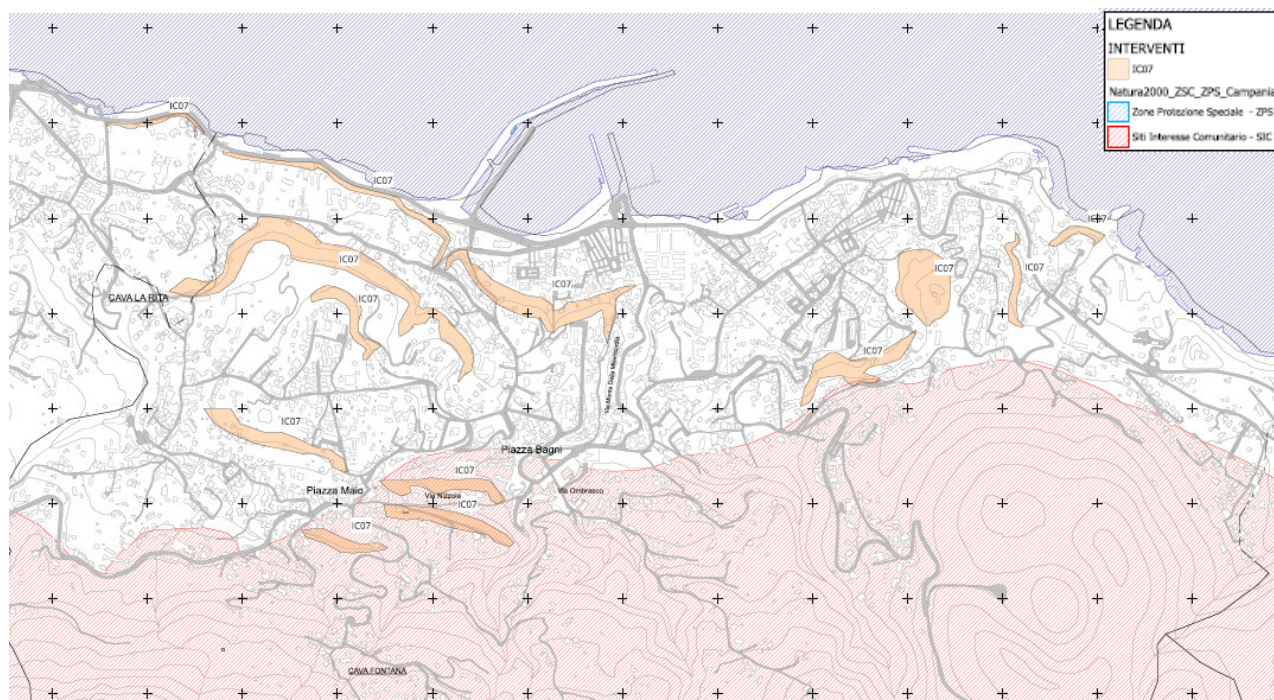 LEGENDA
INTERVENTI
IC07
Natura2000_ZSC_ZPS_Campania
Zone Protezione Speciale - ZPS
Siti Interesse Comunitario - SIC
IC07
IC07
IC07
IC07
IC07
IC07
IC07
IC07
CAVA LA RITA
IC07
IC07
Via Monte Della Misericordia
IC07
Piazza Bagni
IC07
Piazza Maio
Via Nizzola
Via Ombrasco
IC07
IC07
CAVA FONTANA